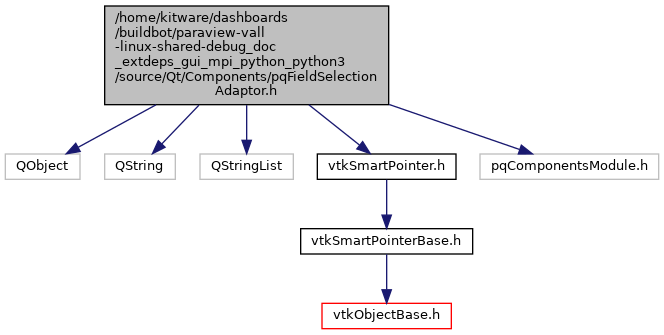 /home/kitware/dashboards
/buildbot/paraview-vall
-linux-shared-debug_doc
_extdeps_gui_mpi_python_python3
/source/Qt/Components/pqFieldSelection
Adaptor.h
QObject
QString
QStringList
vtkSmartPointer.h
pqComponentsModule.h
vtkSmartPointerBase.h
vtkObjectBase.h